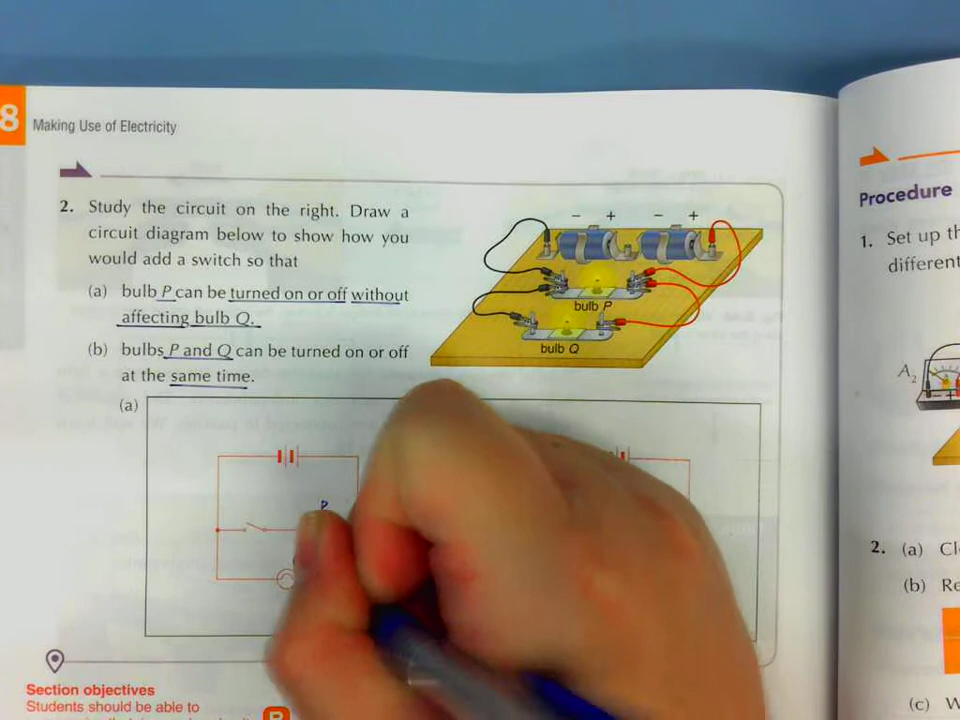 8
Making Use of Electricity
2. Study the circuit on the right. Draw a
circuit diagram below to show how you
would add a switch so that
(a) bulb P can be turned on or off without
affecting bulb Q.
(b) bulbs P and Q can be turned on or off
at the same time.
(a)
− + − +
bulb P
bulb Q
P
Section objectives
Students should be able to
Procedure
1. Set up
different
A2
2. (a)
(b)
(c)